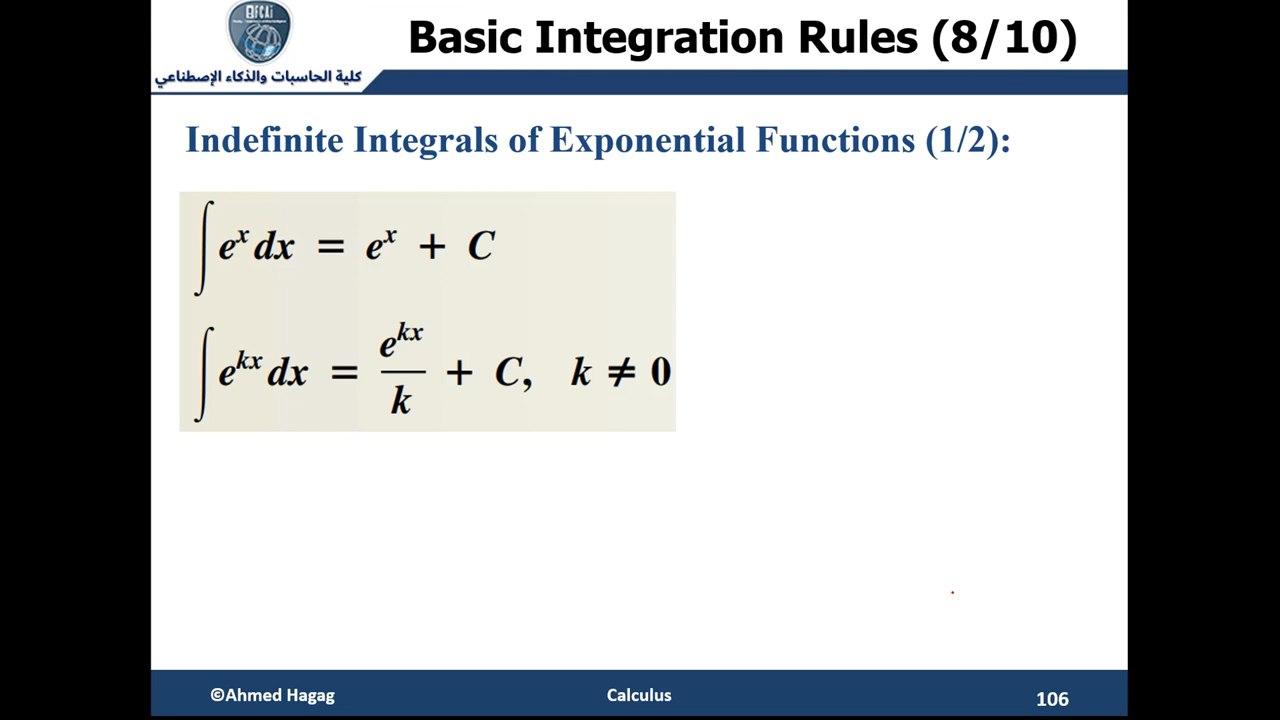 FCAi
Basic Integration Rules (8/10)
كلية الحاسبات والذكاء الإصطناعي
Indefinite Integrals of Exponential Functions (1/2):
∫ e^x dx = e^x + C
∫ e^{kx} dx = e^{kx}/k + C, k ≠ 0
©Ahmed Hagag
Calculus
106